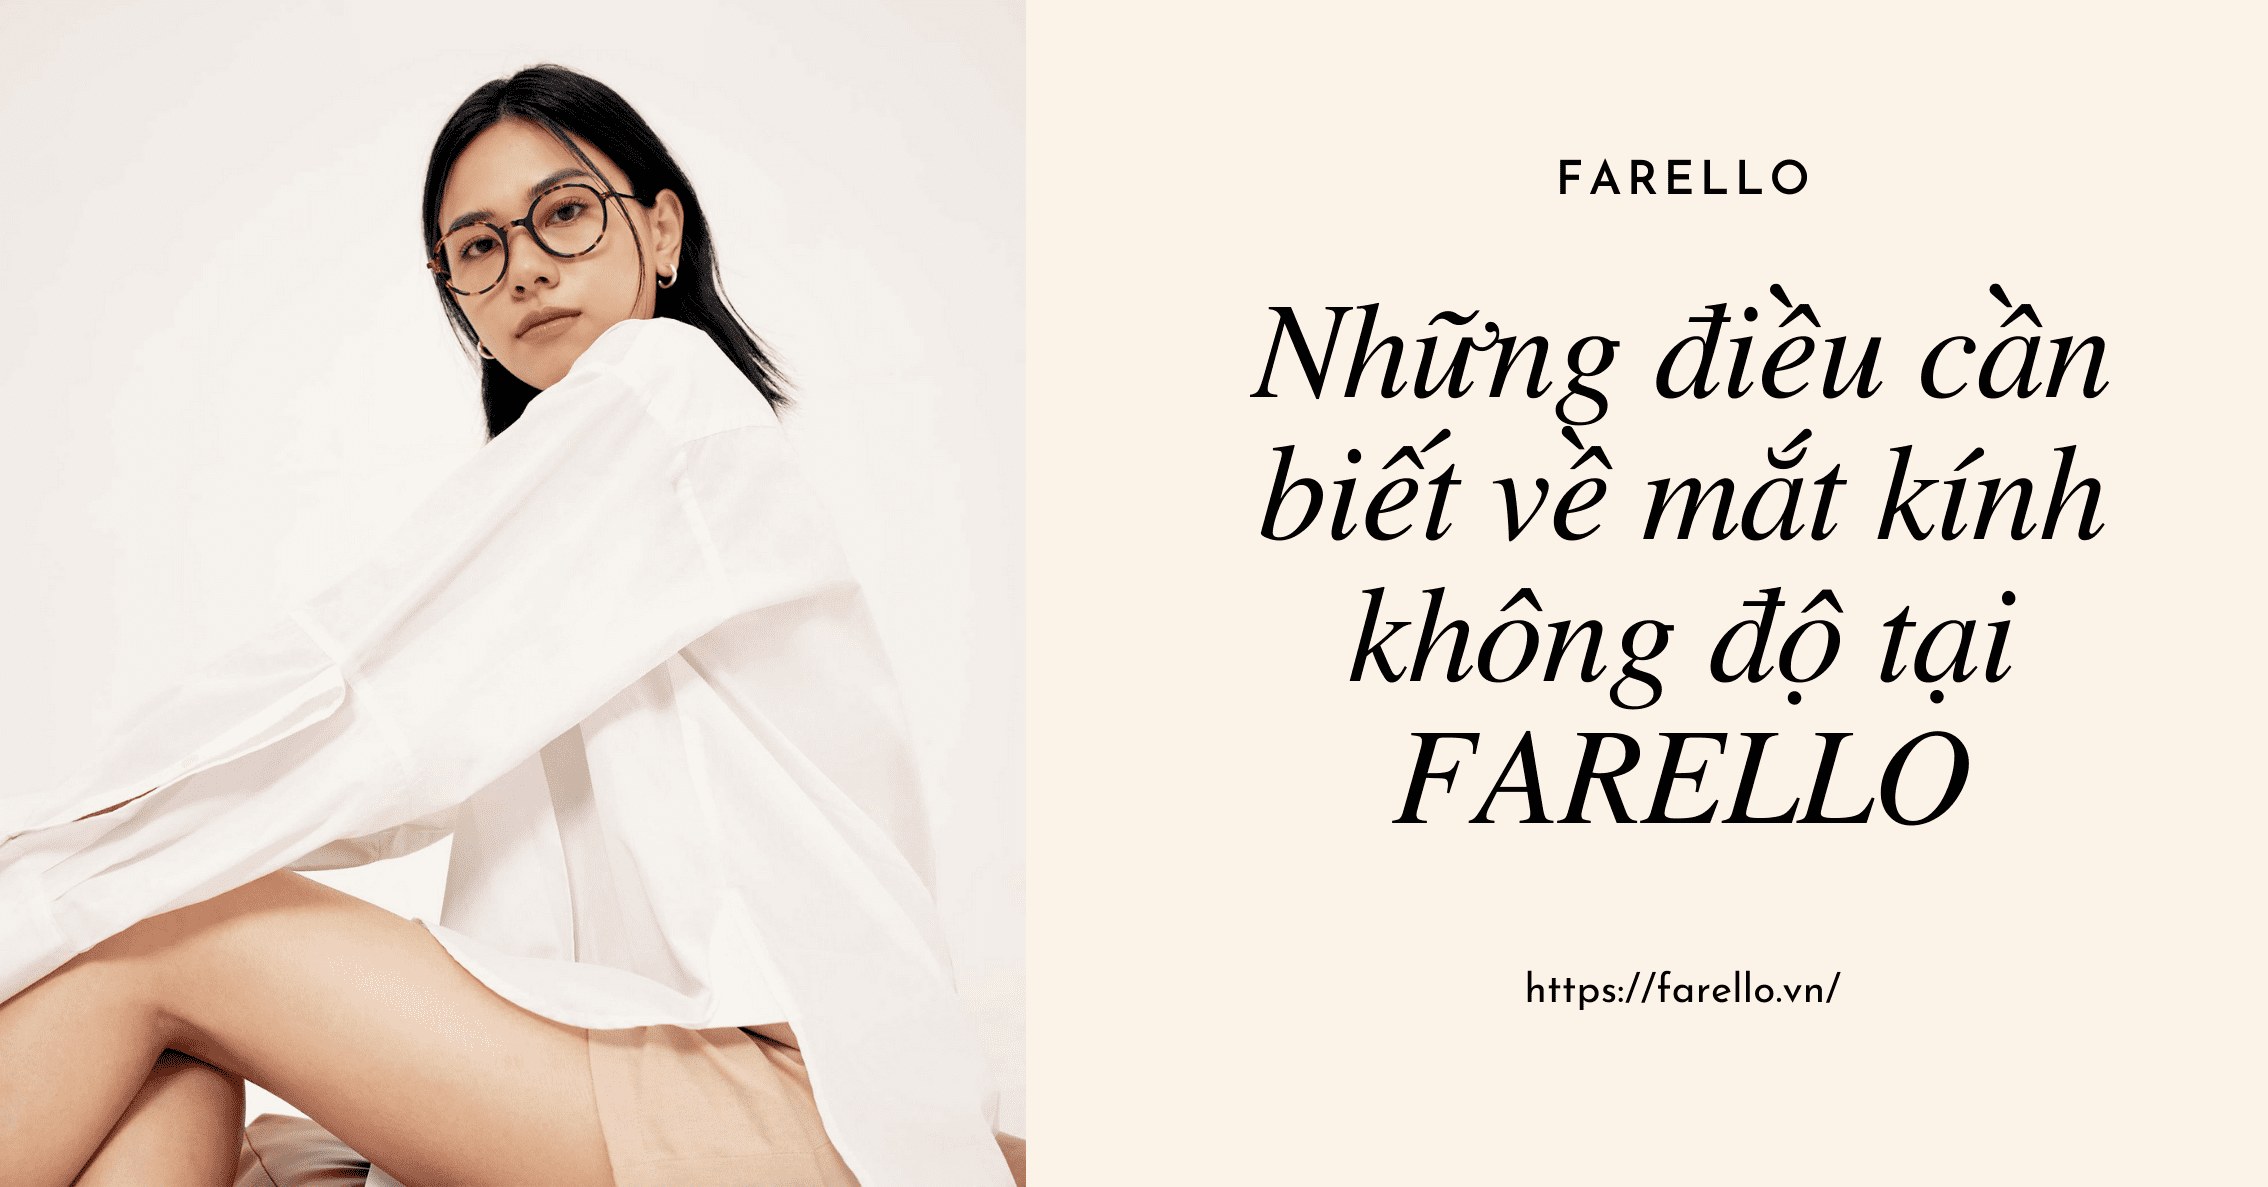 FARELLO
Những điều cần
biết về mắt kính
không độ tại
FARELLO
https://farello.vn/